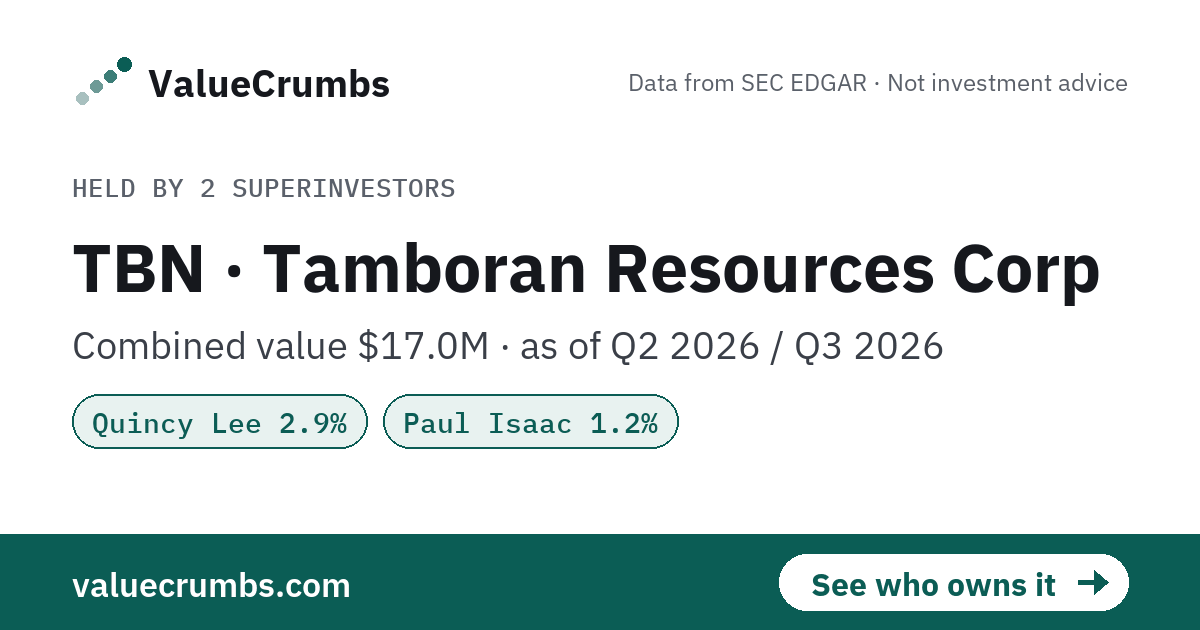 ValueCrumbs
Data from SEC EDGAR · Not investment advice
HELD BY 2 SUPERINVESTORS
TBN · Tamboran Resources Corp
Combined value $17.0M · as of Q2 2026 / Q3 2026
Quincy Lee 2.9%
Paul Isaac 1.2%
valuecrumbs.com
See who owns it